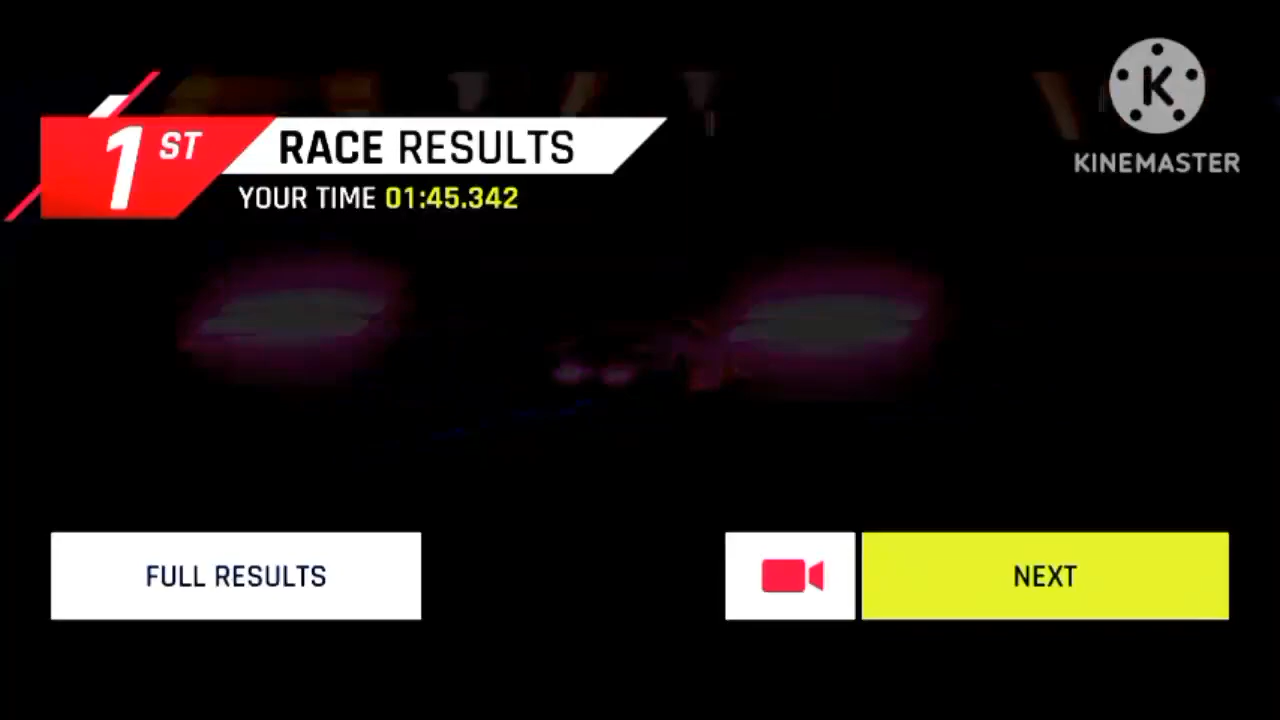 1ST
RACE RESULTS
YOUR TIME 01:45.342
K
KINEMASTER
FULL RESULTS
NEXT